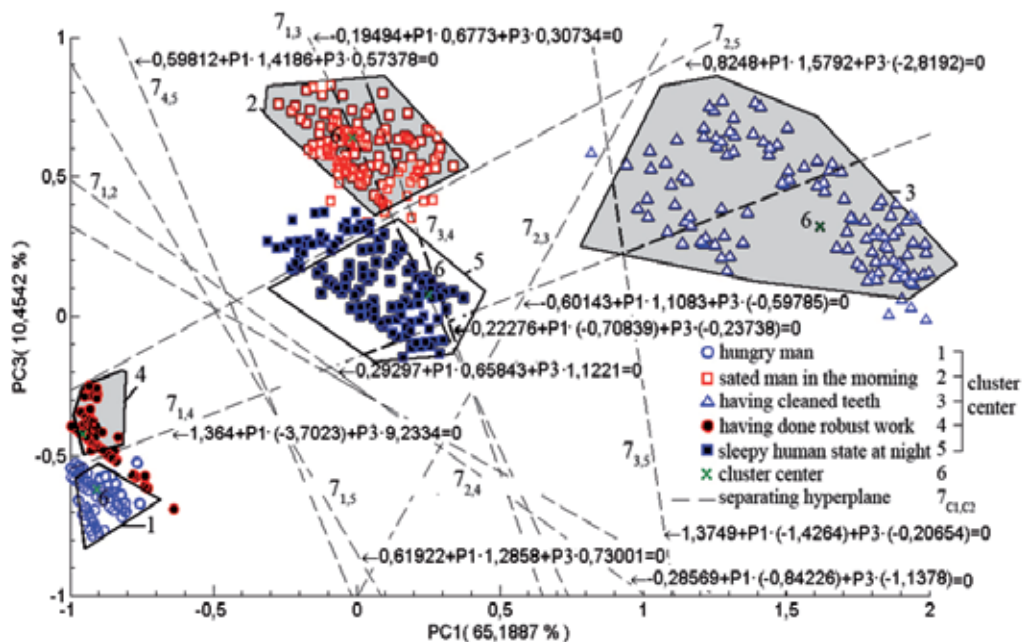 7₁,₃
←-0,19494+P1· 0,6773+P3·0,30734=0
7₂,₅
←0,59812+P1· 1,4186+P3·0,57378=0
←0,8248+P1· 1,5792+P3·(-2,8192)=0
7₄,₅
2
6
7₁,₂
3
6
7₃,₄
7₂,₃
5
6
←-0,60143+P1· 1,1083+P3·(-0,59785)=0
←0,22276+P1· (-0,70839)+P3·(-0,23738)=0
←0,29297+P1· 0,65843+P3·1,1221=0
4
7₁,₄
←1,364+P1· (-3,7023)+P3·9,2334=0
6
1
hungry man 1
sated man in the morning 2
having cleaned teeth 3
having done robust work 4
sleepy human state at night 5
cluster center
cluster center 6
separating hyperplane 7C1,C2
7₁,₅
7₂,₄
7₃,₅
←1,3749+P1· (-1,4264)+P3·(-0,20654)=0
←0,61922+P1· 1,2858+P3·0,73001=0
←-0,28569+P1·(-0,84226)+P3·(-1,1378)=0
1
0,5
0
-0,5
-1
PC3( 10,4542 %)
-1
-0,5
0
0,5
1
1,5
2
PC1( 65,1887 %)